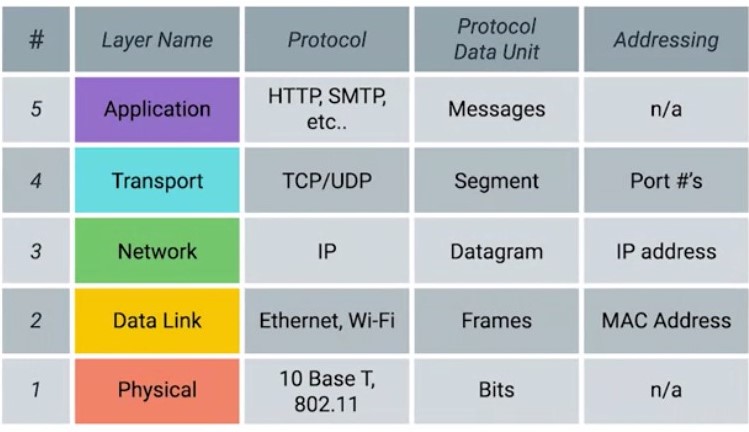 # Layer Name Protocol Protocol Data Unit Addressing
5 Application HTTP, SMTP, etc.. Messages n/a
4 Transport TCP/UDP Segment Port #'s
3 Network IP Datagram IP address
2 Data Link Ethernet, Wi-Fi Frames MAC Address
1 Physical 10 Base T, 802.11 Bits n/a